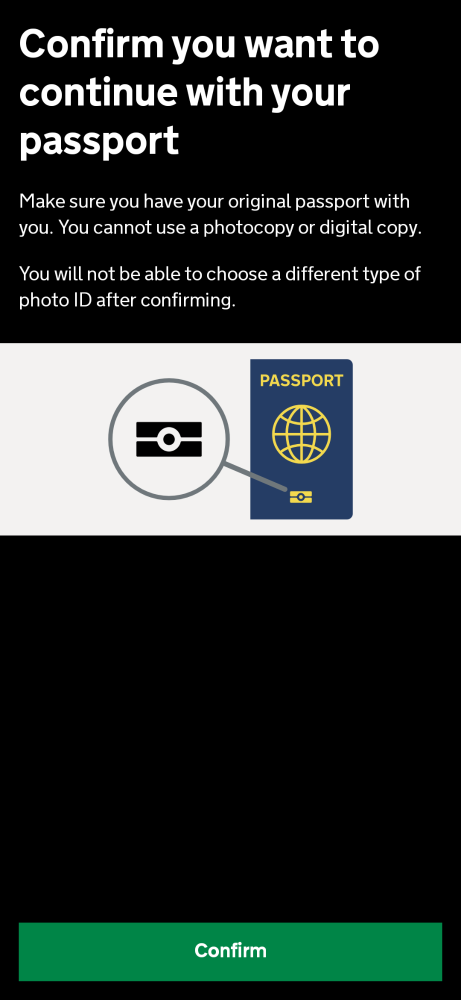 Confirm you want to
continue with your
passport
Make sure you have your original passport with
you. You cannot use a photocopy or digital copy.
You will not be able to choose a different type of
photo ID after confirming.
PASSPORT
Confirm